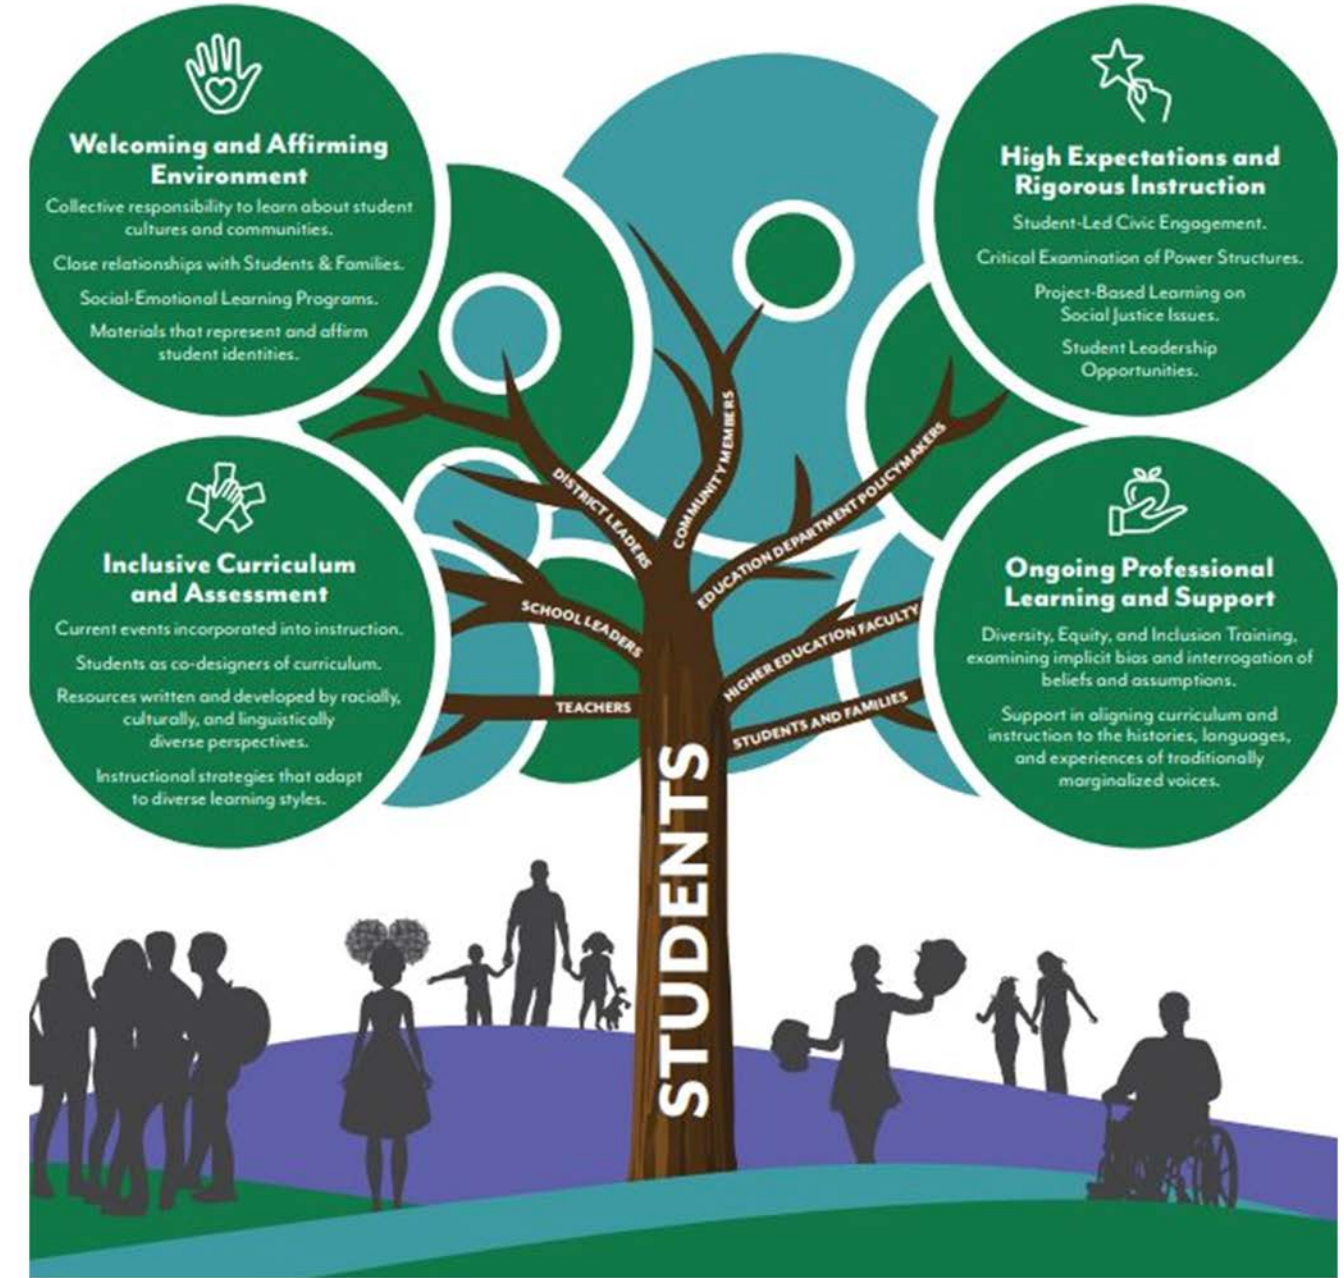 Welcoming and Affirming
Environment
Collective responsibility to learn about student
cultures and communities.
Close relationships with Students & Families.
Social-Emotional Learning Programs.
Materials that represent and affirm
student identities.
High Expectations and
Rigorous Instruction
Student-Led Civic Engagement.
Critical Examination of Power Structures.
Project-Based Learning on
Social Justice Issues.
Student Leadership
Opportunities.
Inclusive Curriculum
and Assessment
Current events incorporated into instruction.
Students as co-designers of curriculum.
Resources written and developed by racially,
culturally, and linguistically
diverse perspectives.
Instructional strategies that adapt
to diverse learning styles.
Ongoing Professional
Learning and Support
Diversity, Equity, and Inclusion Training,
examining implicit bias and interrogation of
beliefs and assumptions.
Support in aligning curriculum and
instruction to the histories, languages,
and experiences of traditionally
marginalized voices.
DISTRICT LEADERS
COMMUNITY MEMBERS
EDUCATION DEPARTMENT POLICYMAKERS
SCHOOL LEADERS
HIGHER EDUCATION FACULTY
TEACHERS
STUDENTS AND FAMILIES
STUDENTS